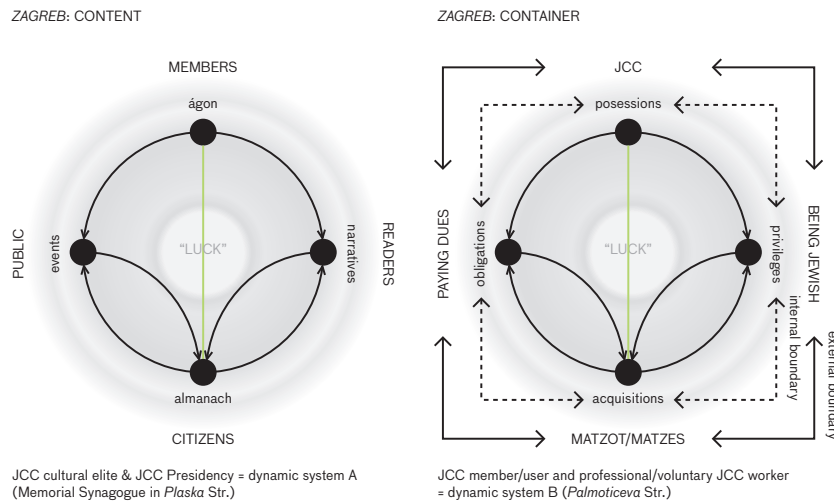 ZAGREB: CONTENT
MEMBERS
ágon
PUBLIC
events
"LUCK"
narratives
READERS
almanach
CITIZENS
JCC cultural elite & JCC Presidency = dynamic system A
(Memorial Synagogue in Plaska Str.)
ZAGREB: CONTAINER
JCC
posessions
PAYING DUES
obligations
"LUCK"
privileges
BEING JEWISH
internal boundary
external boundary
acquisitions
MATZOT/MATZES
JCC member/user and professional/voluntary JCC worker
= dynamic system B (Palmoticeva Str.)